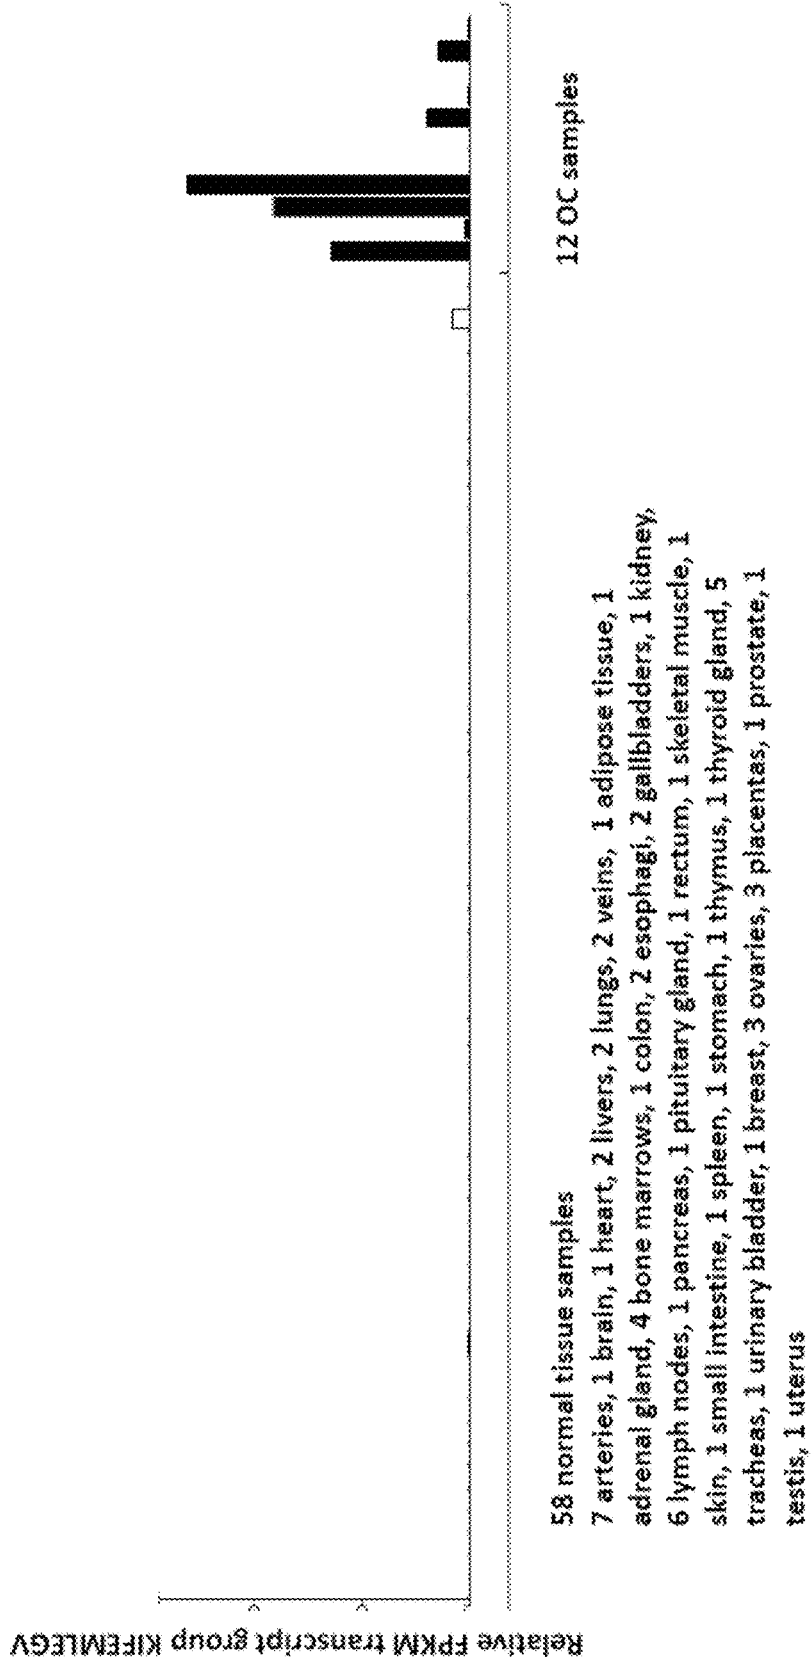 Relative FPKM transcript group KIFEMLEGV
58 normal tissue samples
7 arteries, 1 brain, 1 heart, 2 livers, 2 lungs, 2 veins, 1 adipose tissue, 1
adrenal gland, 4 bone marrows, 1 colon, 2 esophagi, 2 gallbladders, 1 kidney,
6 lymph nodes, 1 pancreas, 1 pituitary gland, 1 rectum, 1 skeletal muscle, 1
skin, 1 small intestine, 1 spleen, 1 stomach, 1 thymus, 1 thyroid gland, 5
tracheas, 1 urinary bladder, 1 breast, 3 ovaries, 3 placentas, 1 prostate, 1
testis, 1 uterus
12 OC samples